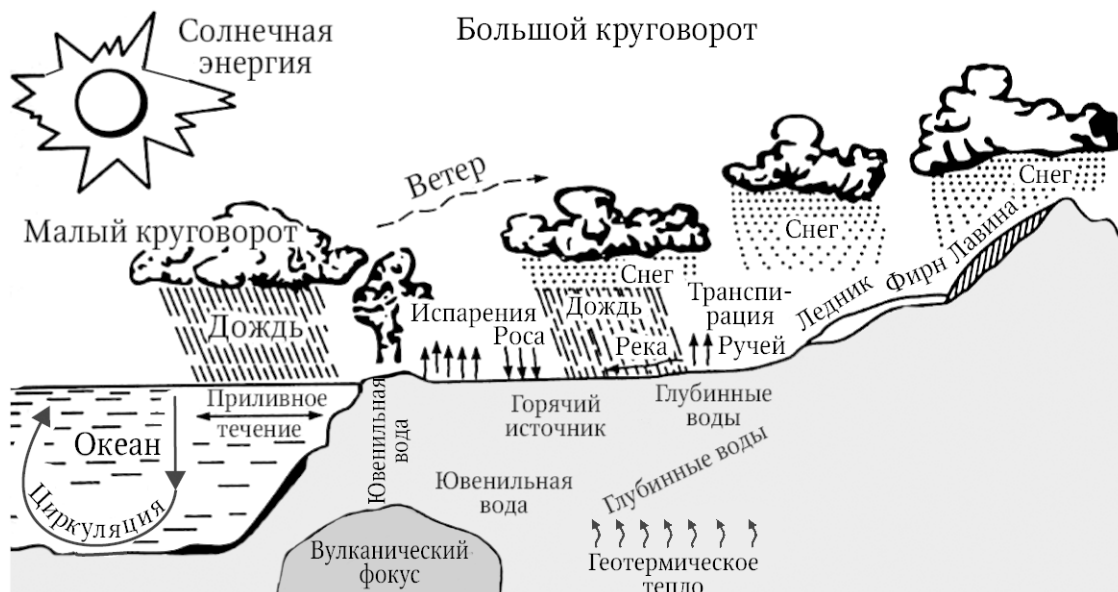 Солнечная
энергия
Большой круговорот
Ветер
Малый круговорот
Снег
Снег
Снег
Дождь
Испарения
Роса
Дождь
Река
Транспи-
рация
Ручей
Ледник
Фирн
Лавина
Приливное
течение
Океан
Циркуляция
Ювенильная
вода
Горячий
источник
Глубинные
воды
Ювенильная
вода
Глубинные воды
Вулканический
фокус
Геотермическое
тепло